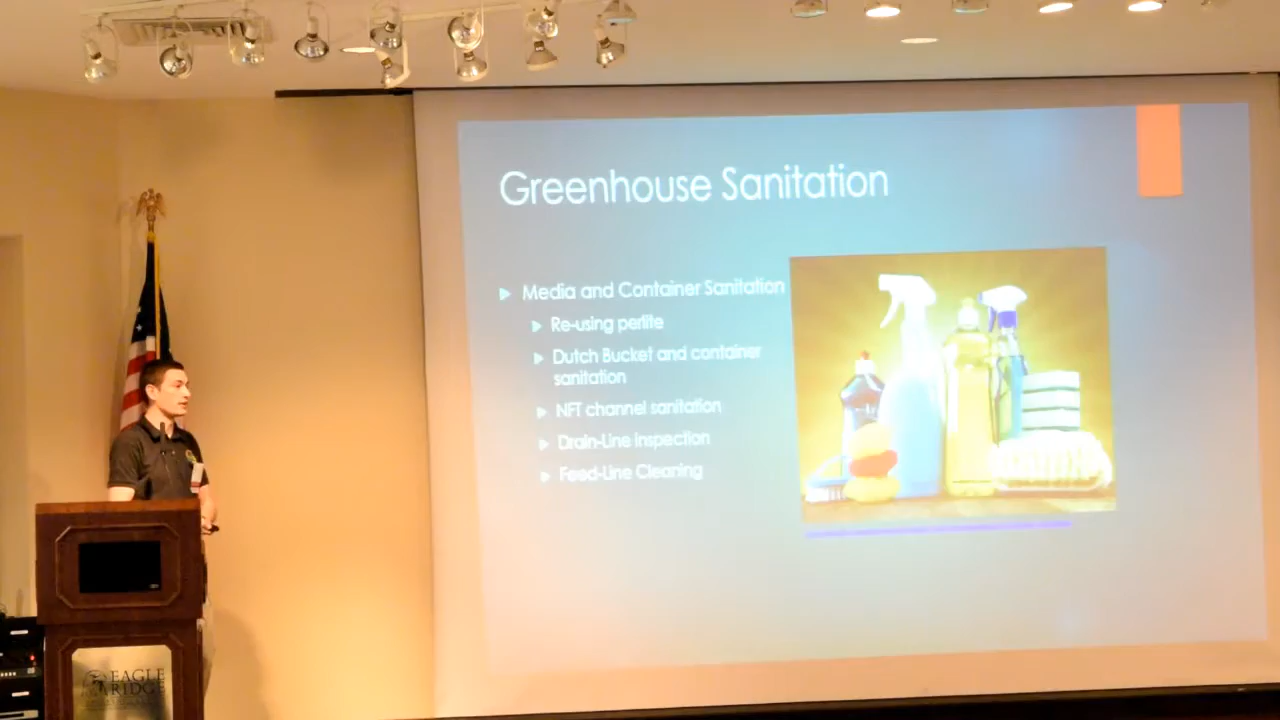 Greenhouse Sanitation
Media and Container Sanitation
Re-using perlite
Dutch Bucket and container
sanitation
NFT channel sanitation
Drain-Line inspection
Feed-Line Cleaning
EAGLE
RIDGE